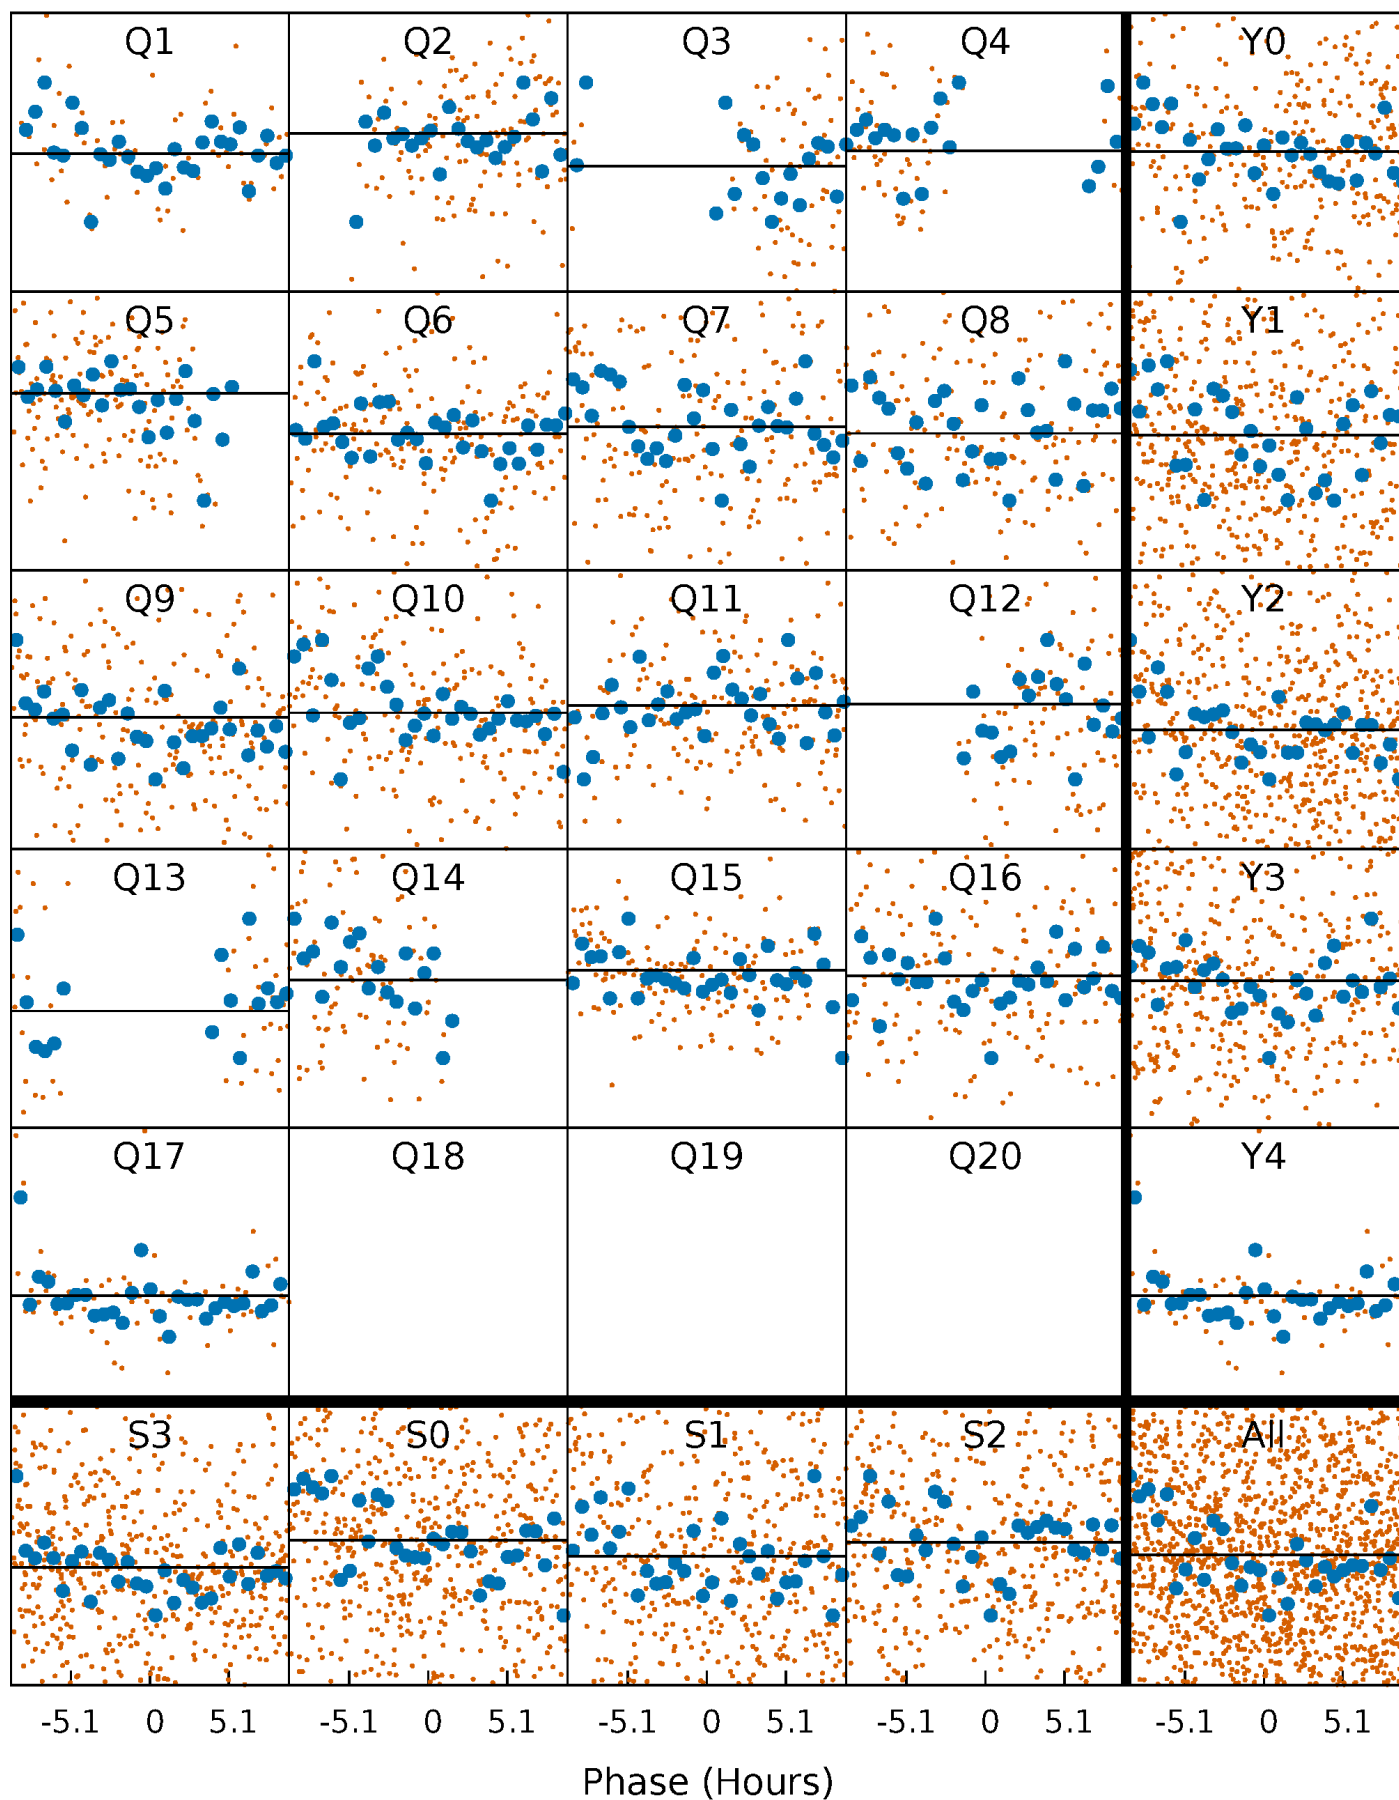 Q1 Q2 Q3 Q4 Y0
Q5 Q6 Q7 Q8 Y1
Q9 Q10 Q11 Q12 Y2
Q13 Q14 Q15 Q16 Y3
Q17 Q18 Q19 Q20 Y4
S3 S0 S1 S2 All
-5.1 0 5.1 -5.1 0 5.1 -5.1 0 5.1 -5.1 0 5.1 -5.1 0 5.1
Phase (Hours)